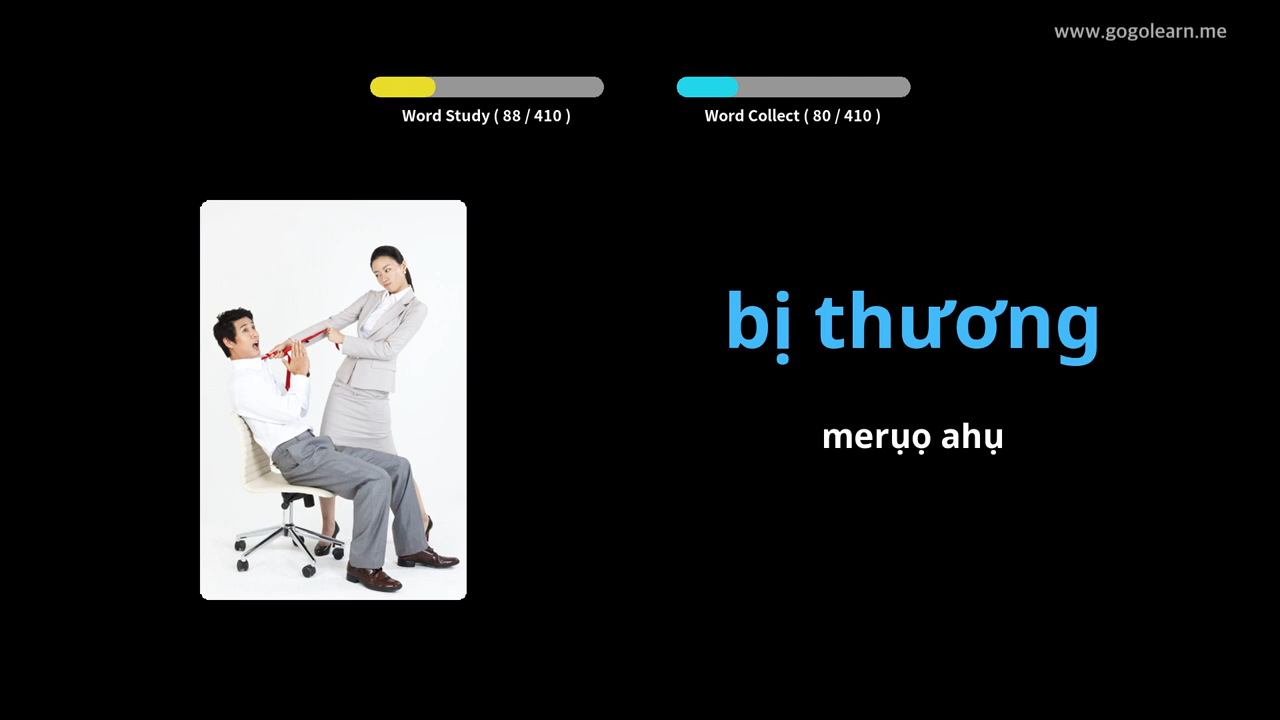 www.gogolearn.me
Word Study ( 88 / 410 )
Word Collect ( 80 / 410 )
bị thương
merụọ ahụ